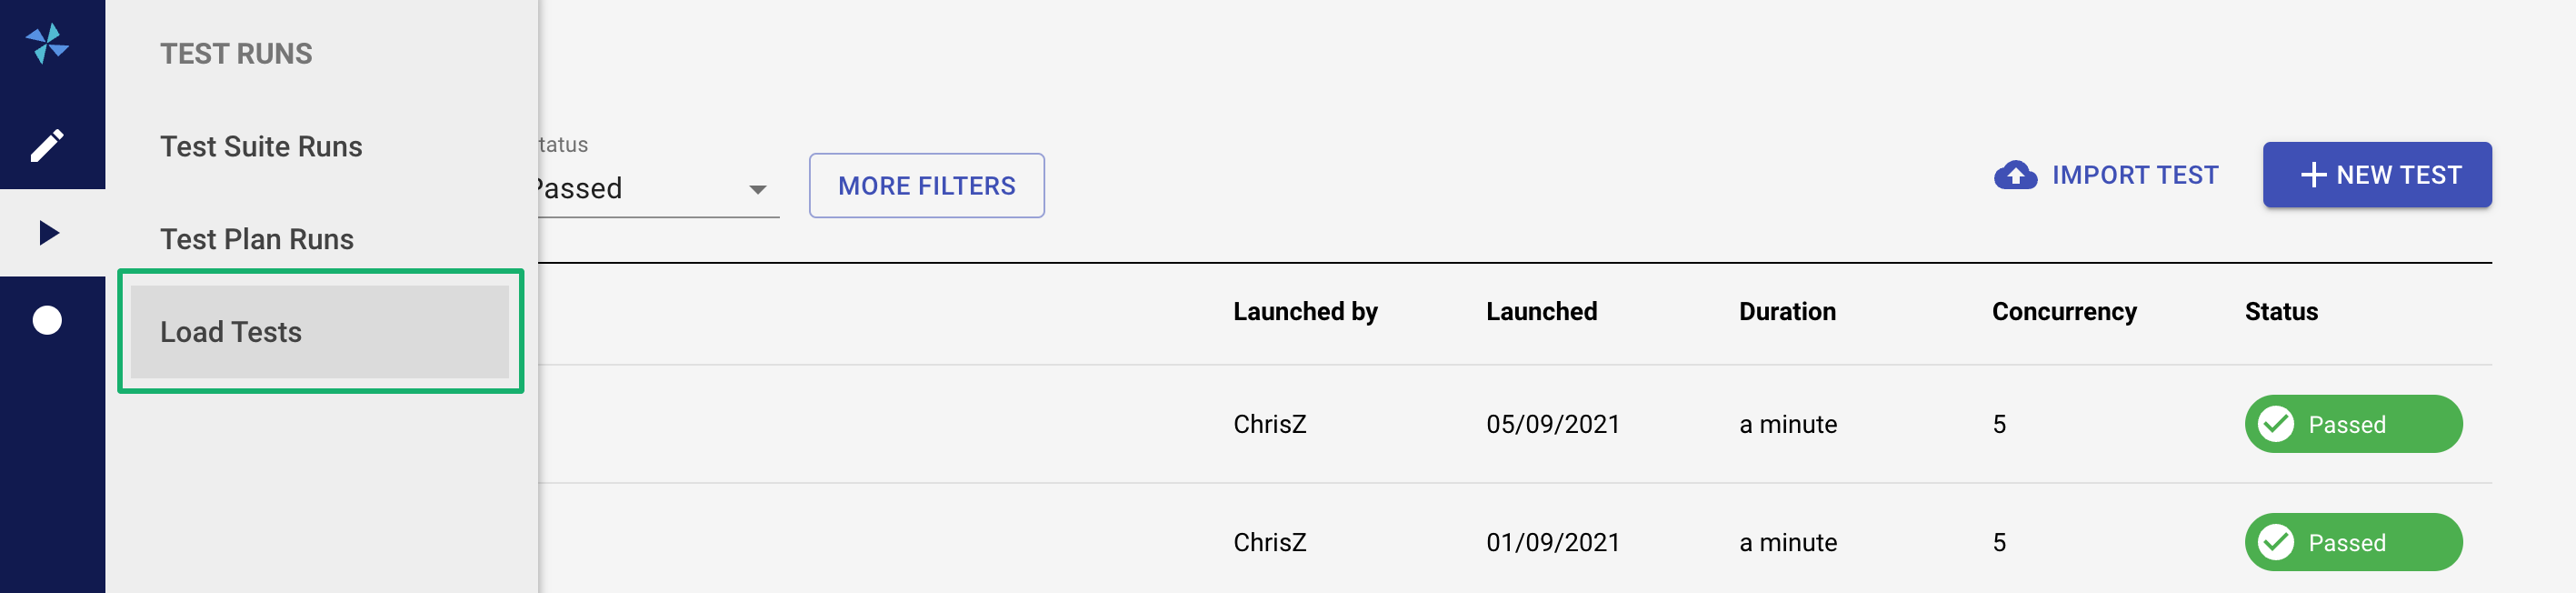 TEST RUNS
Test Suite Runs
Test Plan Runs
Load Tests
tatus
Passed
MORE FILTERS
IMPORT TEST
NEW TEST
Launched by Launched Duration Concurrency Status
ChrisZ 05/09/2021 a minute 5 Passed
ChrisZ 01/09/2021 a minute 5 Passed